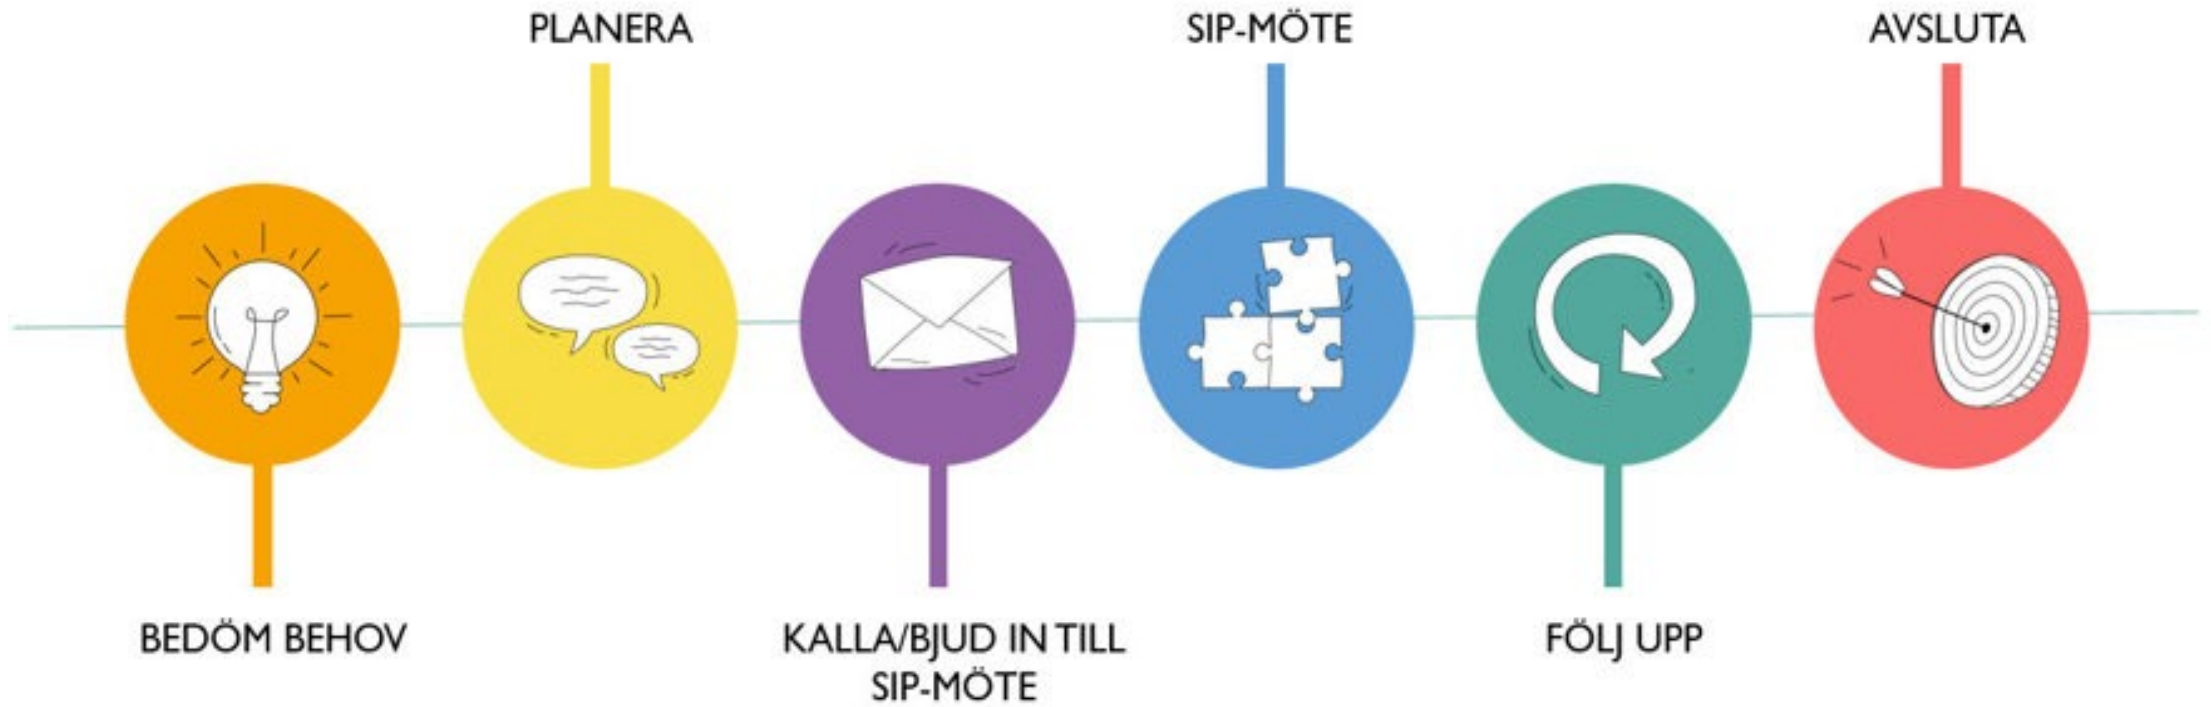 PLANERA
SIP-MÖTE
AVSLUTA
BEDÖM BEHOV
KALLA/BJUD IN TILL
SIP-MÖTE
FÖLJ UPP